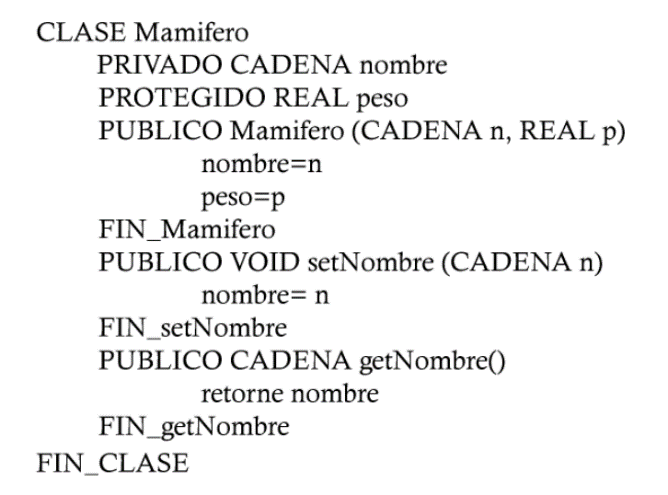 CLASE Mamifero
PRIVADO CADENA nombre
PROTEGIDO REAL peso
PUBLICO Mamifero (CADENA n, REAL p)
nombre=n
peso=p
FIN_Mamifero
PUBLICO VOID setNombre (CADENA n)
nombre= n
FIN_setNombre
PUBLICO CADENA getNombre()
retorne nombre
FIN_getNombre
FIN_CLASE